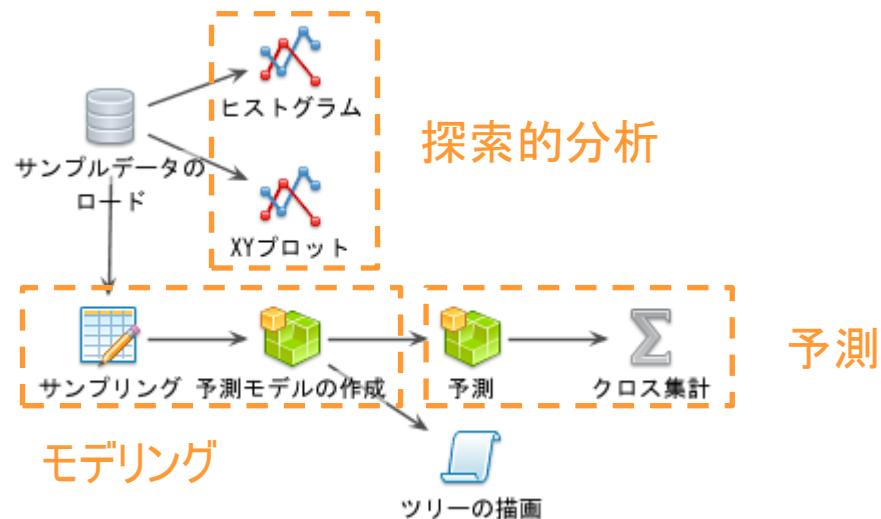 ヒストグラム
探索的分析
サンプルデータの
ロード
XYプロット
サンプリング
予測モデルの作成
予測
クロス集計
予測
モデリング
ツリーの描画